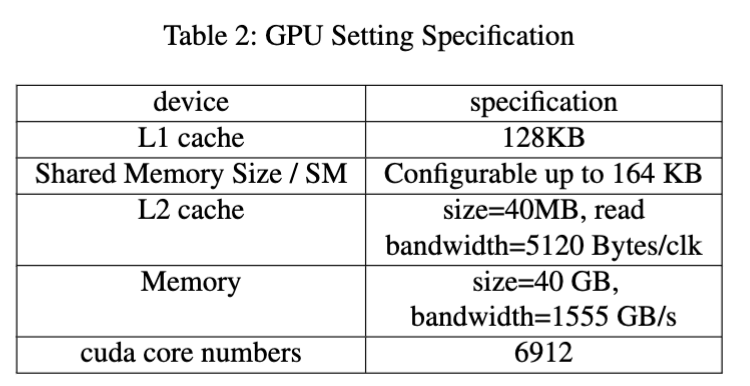 Table 2: GPU Setting Specification
device specification
L1 cache 128KB
Shared Memory Size / SM Configurable up to 164 KB
L2 cache size=40MB, read
bandwidth=5120 Bytes/clk
Memory size=40 GB,
bandwidth=1555 GB/s
cuda core numbers 6912